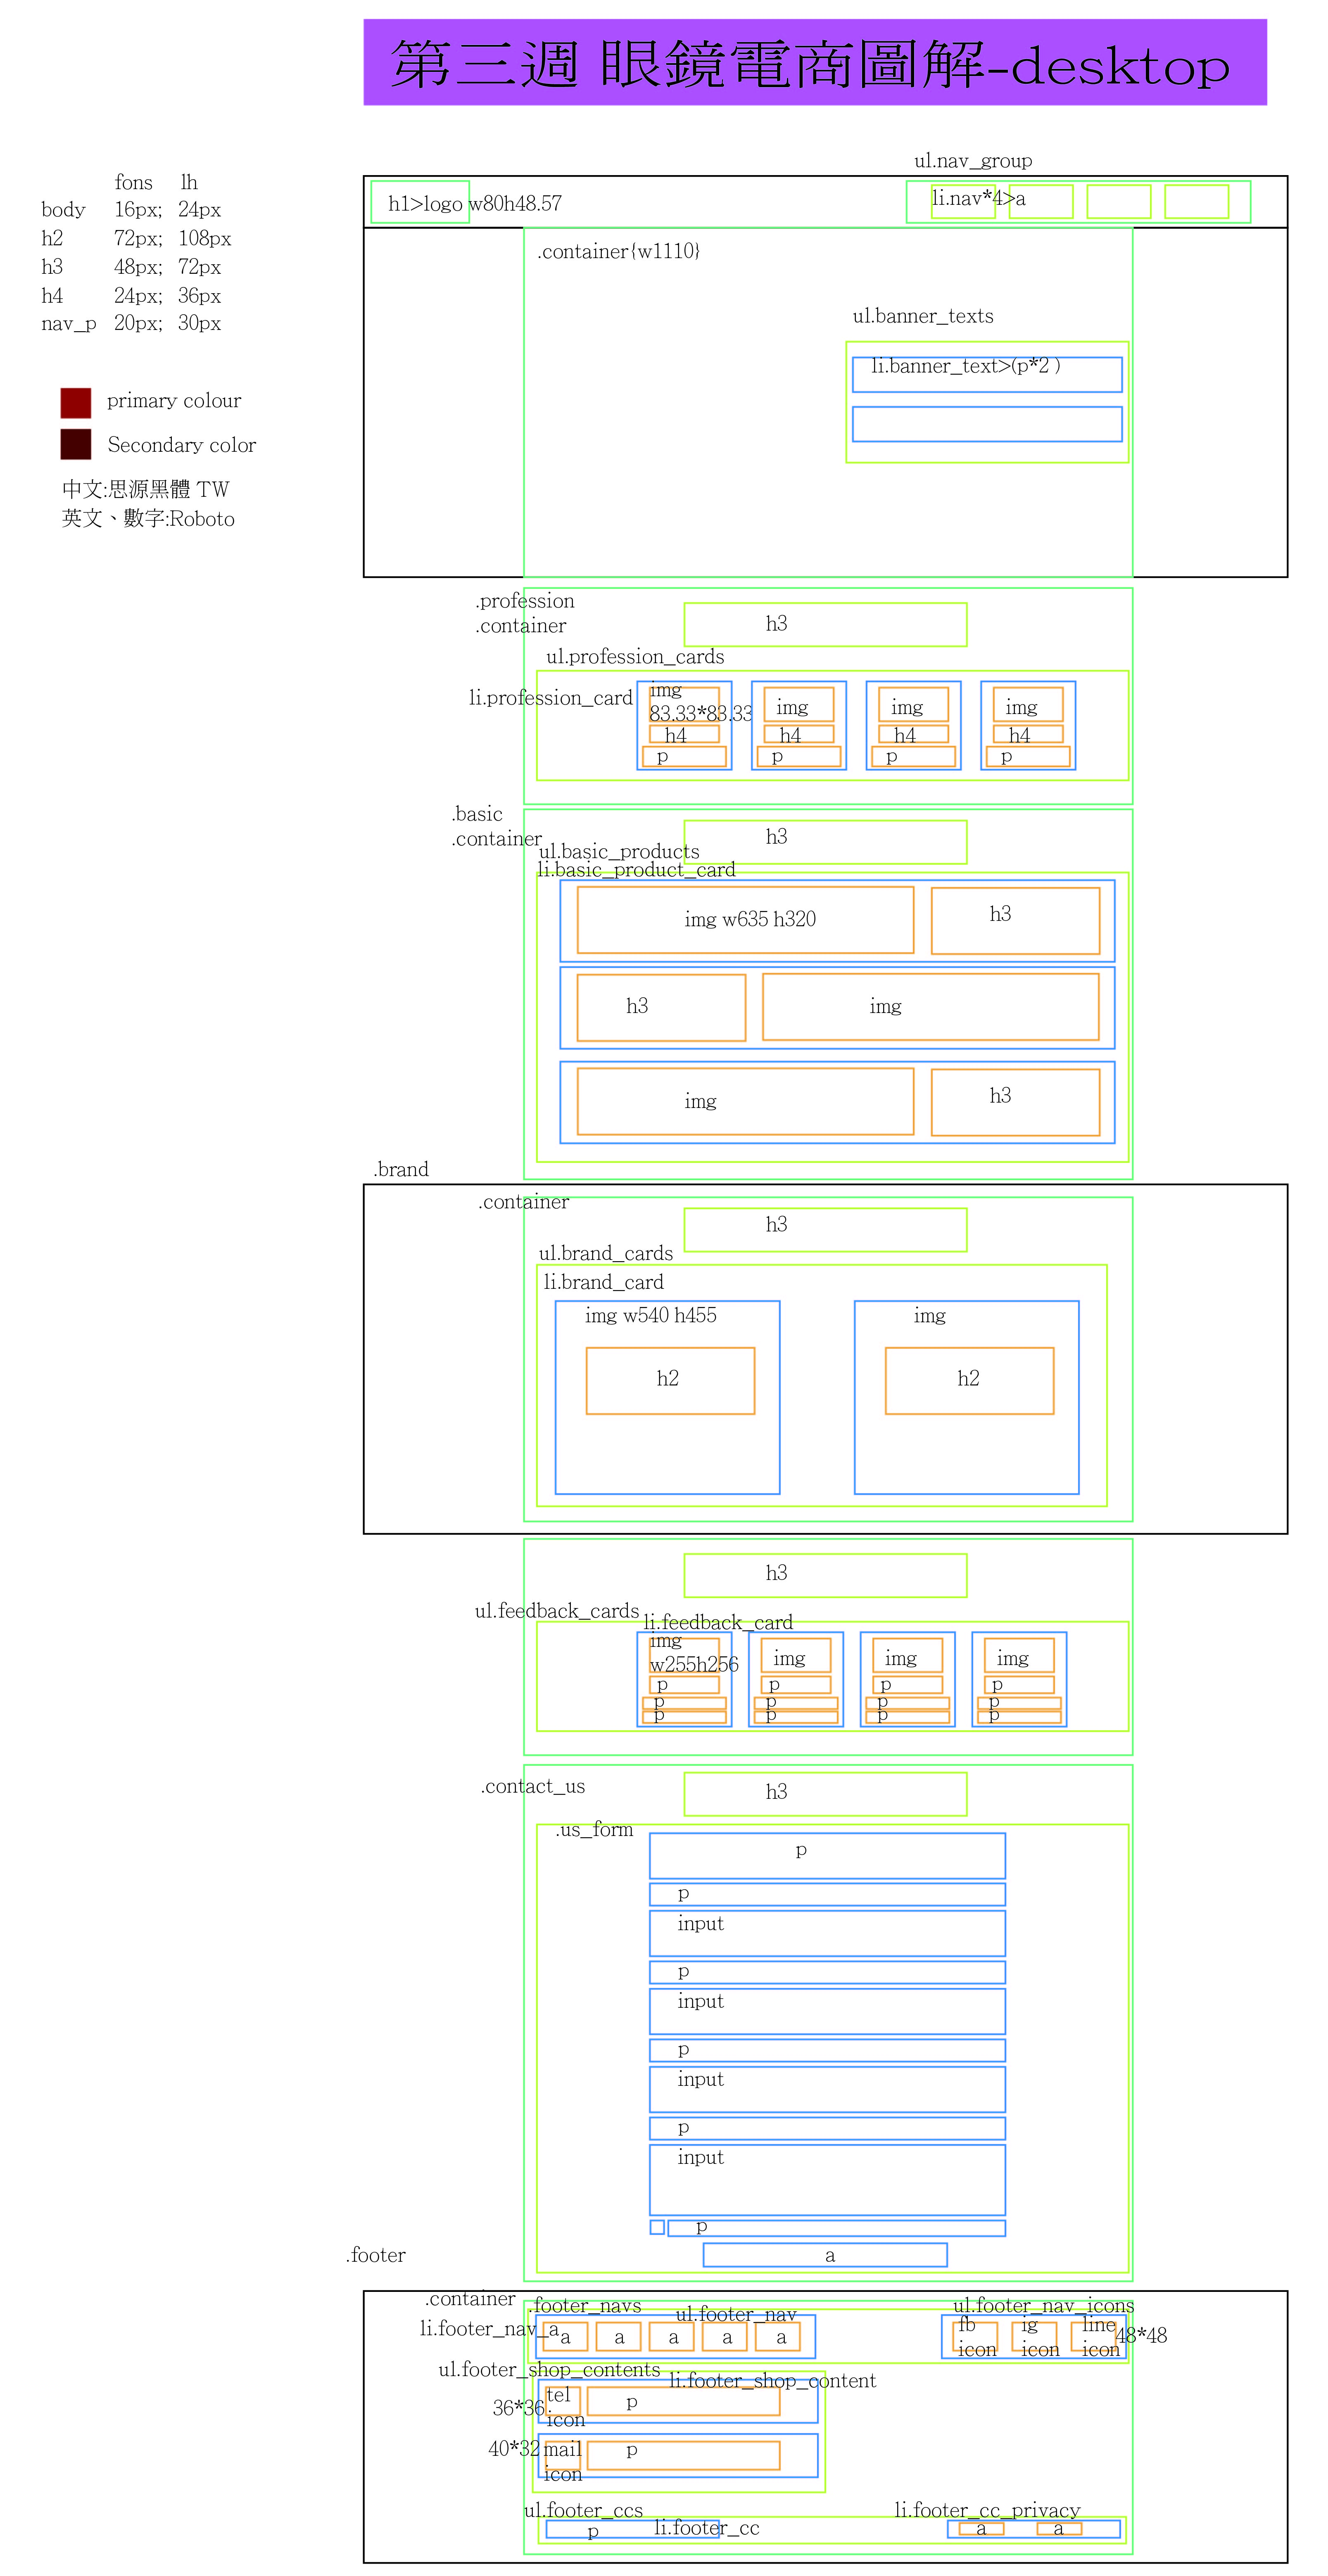 第三週 眼鏡電商圖解-desktop
fons lh
body 16px; 24px
h2 72px; 108px
h3 48px; 72px
h4 24px; 36px
nav_p 20px; 30px
primary colour
Secondary color
中文:思源黑體 TW
英文、數字:Roboto
ul.nav_group
h1>logo w80h48.57
li.nav*4>a
.container{w1110}
ul.banner_texts
li.banner_text>(p*2 )
.profession
.container
h3
ul.profession_cards
li.profession_card
img
83.33*83.33
img
img
img
h4
h4
h4
h4
p
p
p
p
.basic
.container
h3
ul.basic_products
li.basic_product_card
img w635 h320
h3
h3
img
img
h3
.brand
.container
h3
ul.brand_cards
li.brand_card
img w540 h455
img
h2
h2
h3
ul.feedback_cards
li.feedback_card
img
w255h256
img
img
img
p
p
p
p
p
p
p
p
p
p
p
p
.contact_us
h3
.us_form
p
p
input
p
input
p
input
p
input
p
a
.footer
.container
.footer_navs
ul.footer_nav
li.footer_nav_a
a
a
a
a
a
ul.footer_nav_icons
fb
icon
ig
icon
line
icon
48*48
ul.footer_shop_contents
li.footer_shop_content
36*36
tel
icon
p
40*32
mail
icon
p
ul.footer_ccs
li.footer_cc
p
li.footer_cc_privacy
a
a